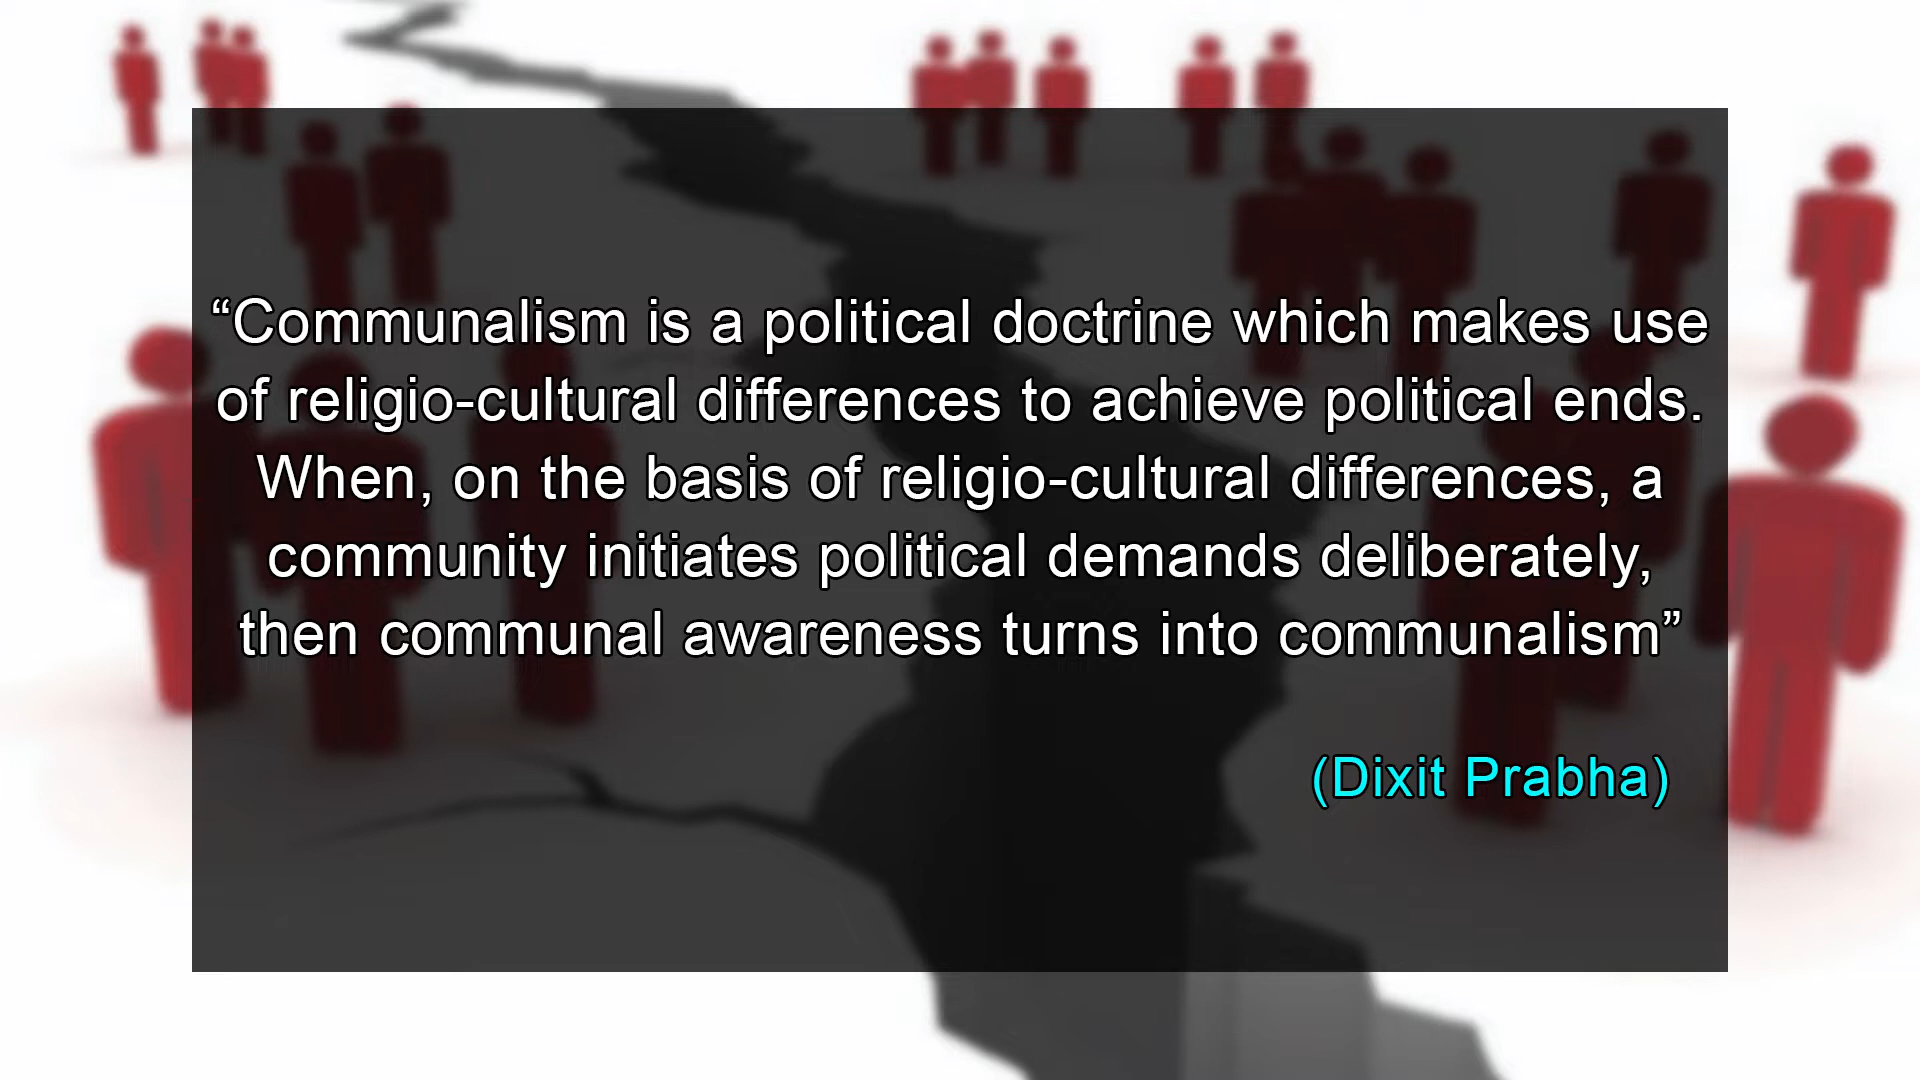 “Communalism is a political doctrine which makes use
of religio-cultural differences to achieve political ends.
When, on the basis of religio-cultural differences, a
community initiates political demands deliberately,
then communal awareness turns into communalism”
(Dixit Prabha)